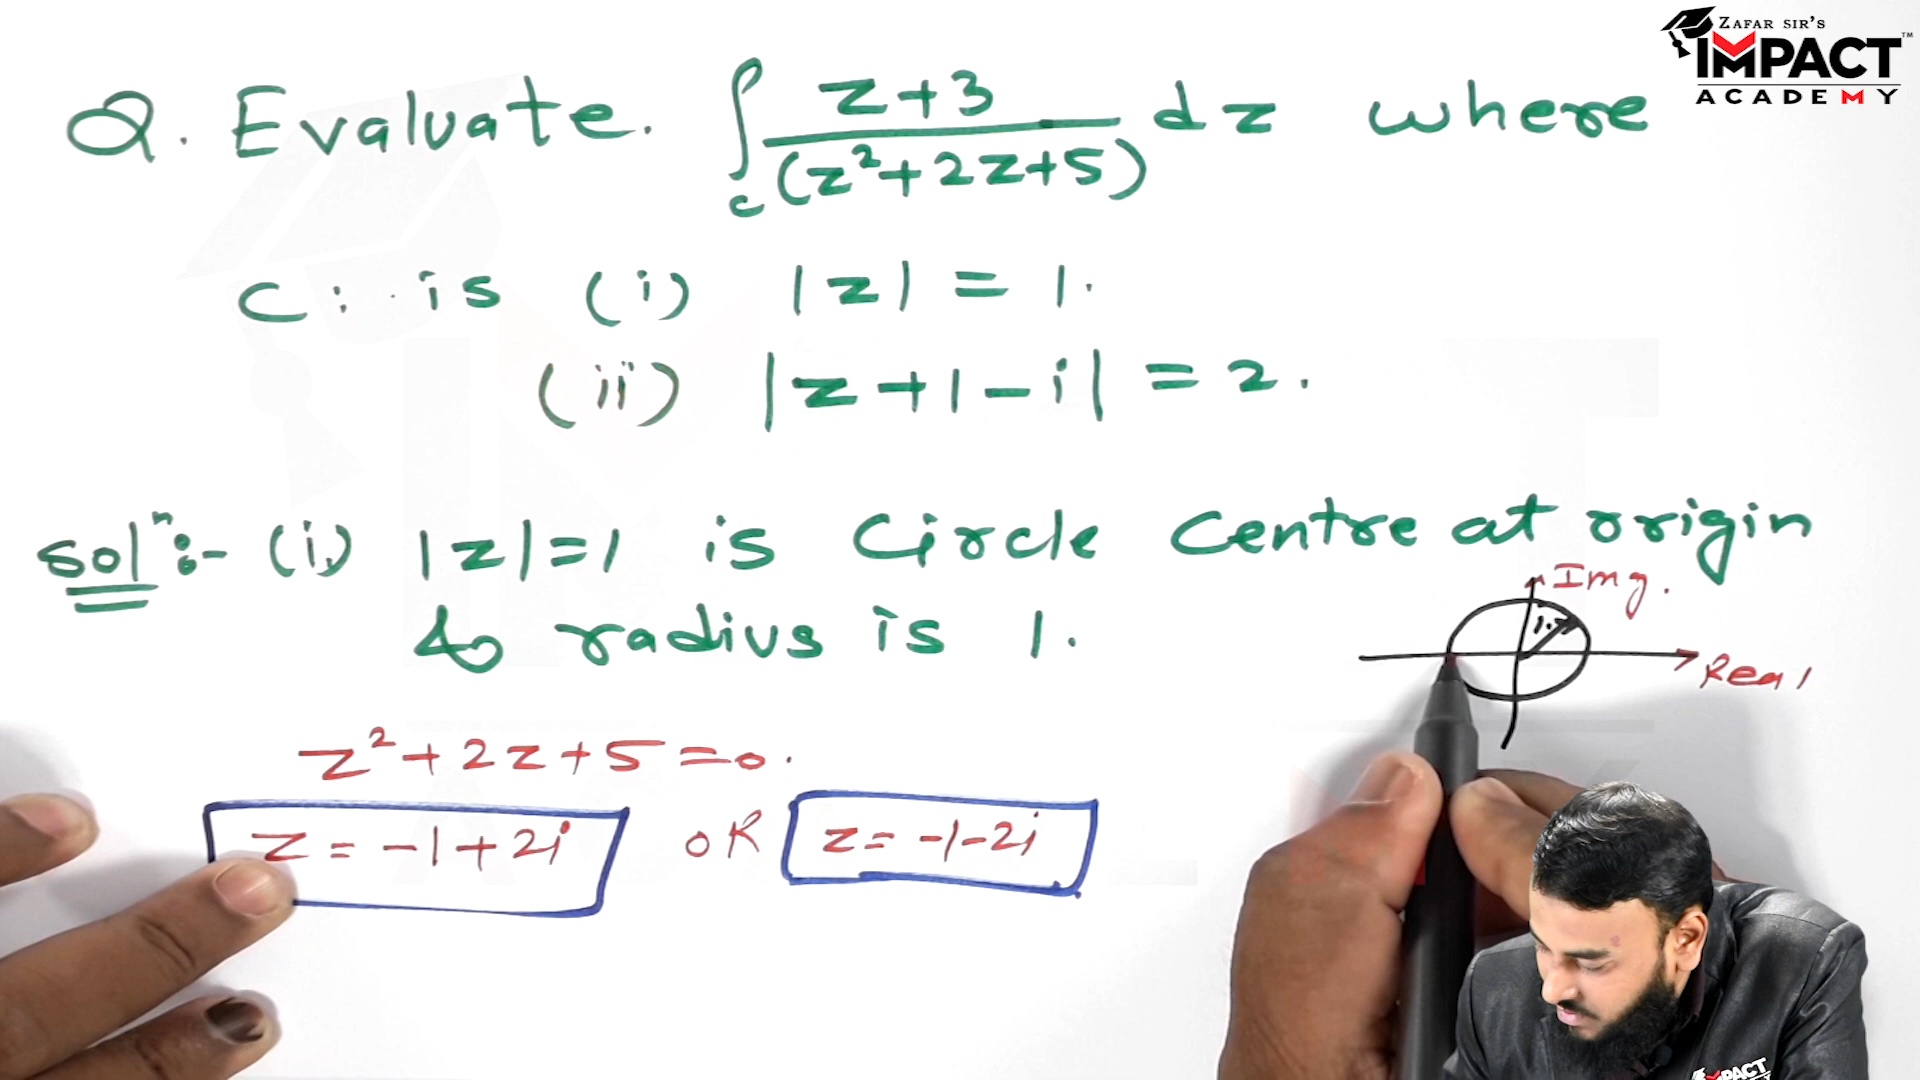 ZAFAR SIR'S
IMPACT™
ACADEMY
Q. Evaluate. ∫c z+3/(z²+2z+5) dz where
C: is (i) |z| = 1.
(ii) |z+1-i| = 2.
Solⁿ:- (i) |z|=1 is Circle Centre at origin
& radius is 1.
Img.
1.
Real
z²+2z+5=0.
z = -1+2i OR z = -1-2i
IMPACT